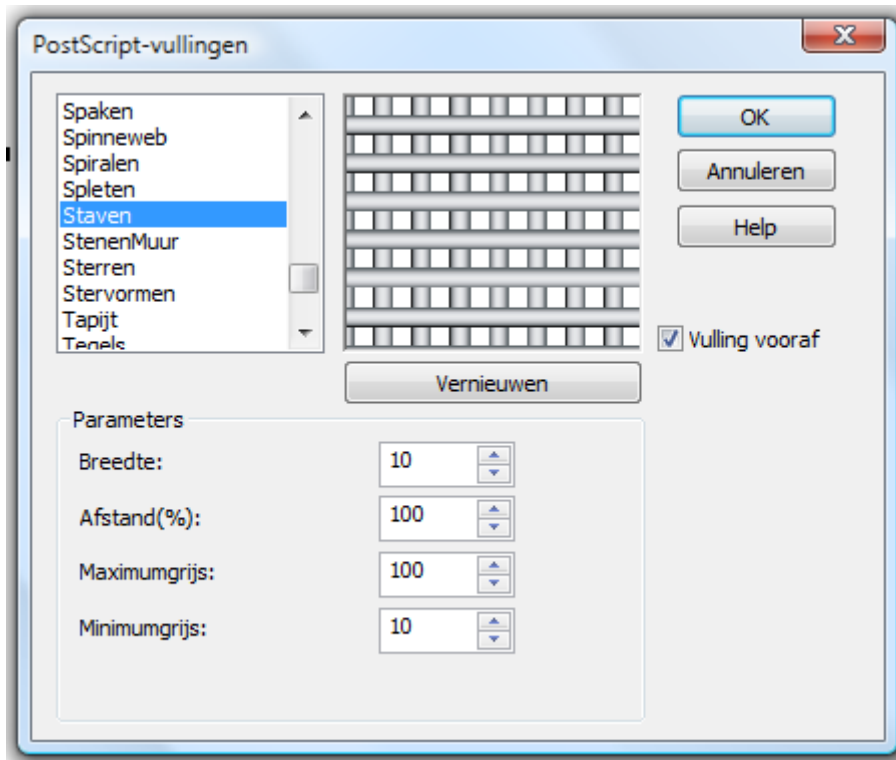 PostScript-vullingen
Spaken
Spinneweb
Spiralen
Spleten
Staven
StenenMuur
Sterren
Stervormen
Tapijt
Tegels
OK
Annuleren
Help
Vulling vooraf
Vernieuwen
Parameters
Breedte: 10
Afstand(%): 100
Maximumgrijs: 100
Minimumgrijs: 10